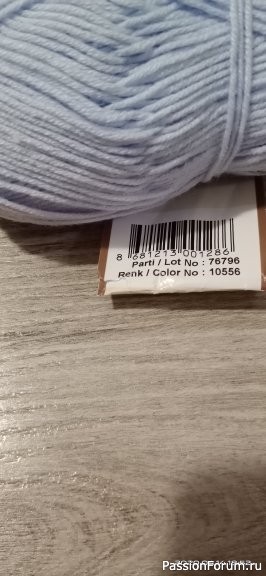 8 681213 001286
Parti / Lot No : 76796
Renk / Color No : 10556
PassionForum.ru